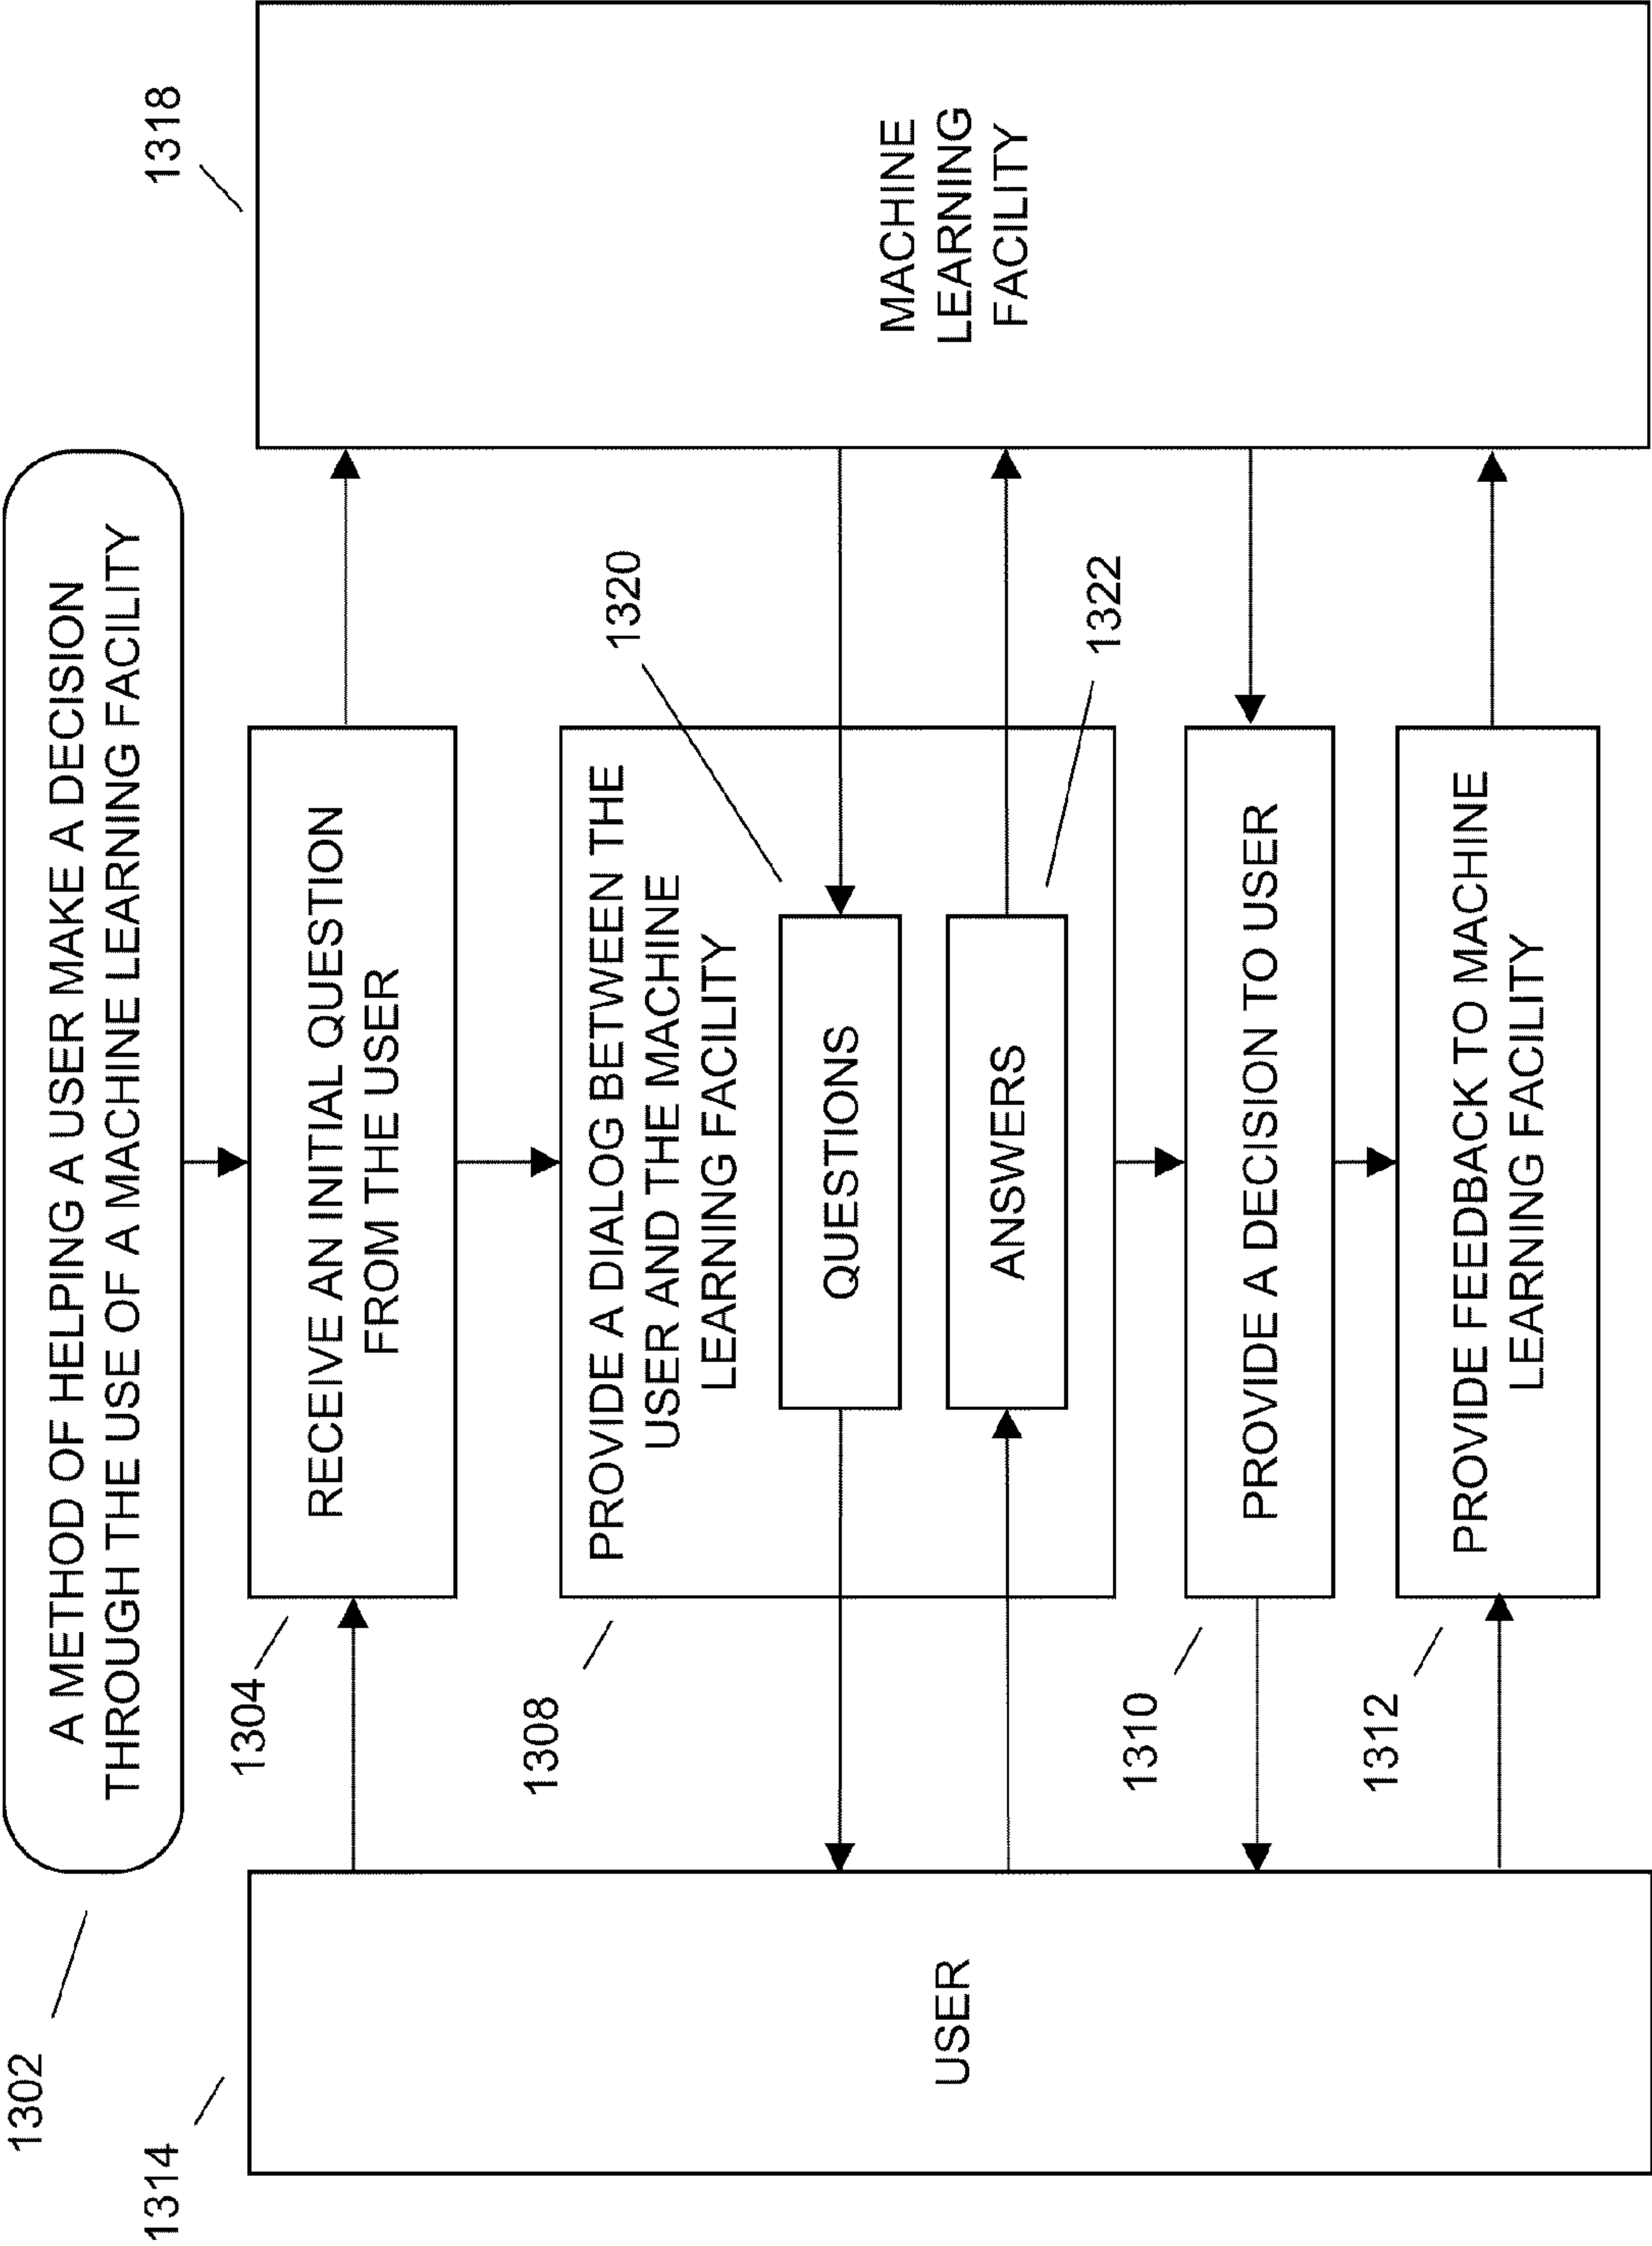 1302
A METHOD OF HELPING A USER MAKE A DECISION
THROUGH THE USE OF A MACHINE LEARNING FACILITY
1314
USER
1304
RECEIVE AN INITIAL QUESTION
FROM THE USER
1308
PROVIDE A DIALOG BETWEEN THE
USER AND THE MACHINE
LEARNING FACILITY
1320
QUESTIONS
1322
ANSWERS
1310
PROVIDE A DECISION TO USER
1312
PROVIDE FEEDBACK TO MACHINE
LEARNING FACILITY
1318
MACHINE
LEARNING
FACILITY